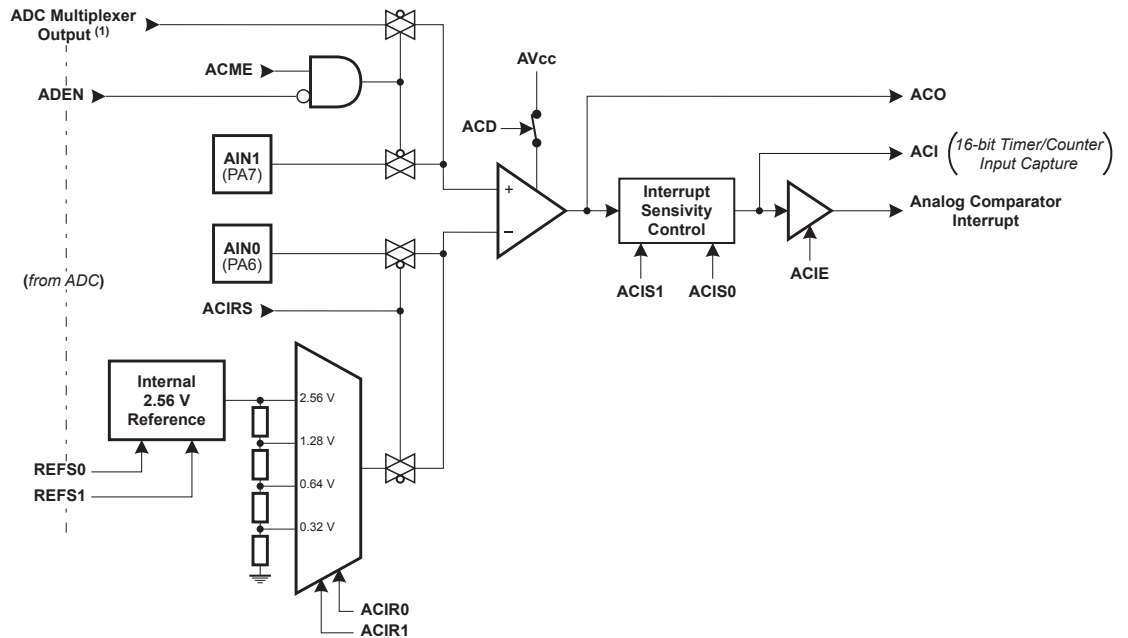 ADC Multiplexer
Output (1)
ACME
ADEN
AVcc
ACD
ACO
AIN1
(PA7)
+
ACI (16-bit Timer/Counter
Input Capture)
Interrupt
Sensivity
Control
Analog Comparator
Interrupt
−
AIN0
(PA6)
ACIE
(from ADC)
ACIS1 ACIS0
ACIRS
Internal
2.56 V
Reference
2.56 V
1.28 V
REFS0
0.64 V
REFS1
0.32 V
ACIR0
ACIR1